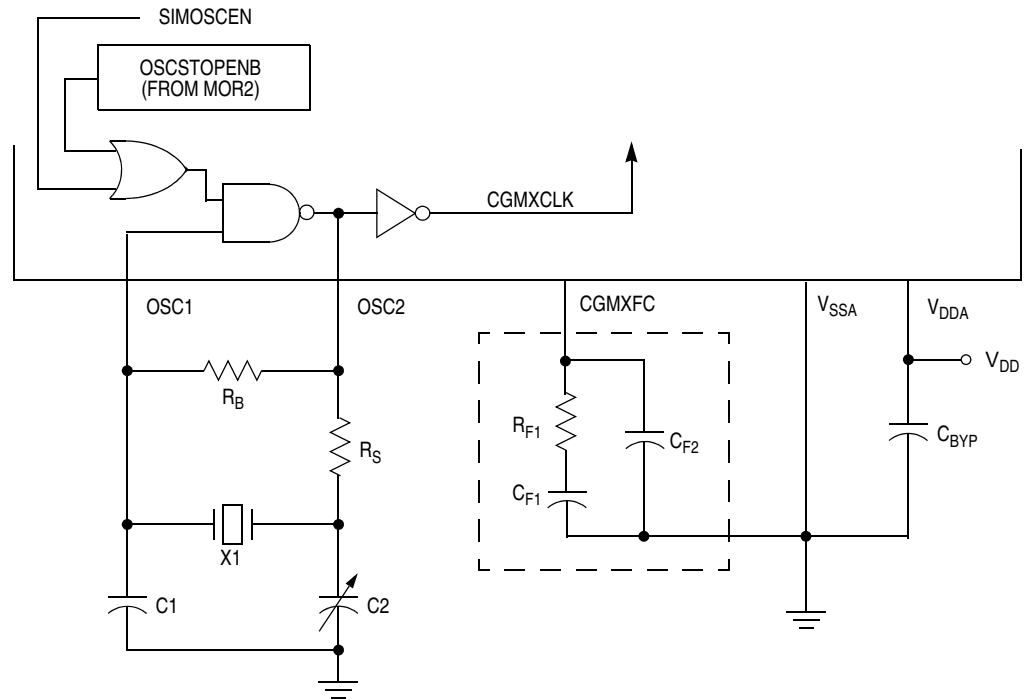 SIMOSCEN
OSCSTOPENB
(FROM MOR2)
CGMXCLK
OSC1
OSC2
CGMXFC
VSSA
VDDA
VDD
RB
RS
RF1
CF2
CBYP
CF1
X1
C1
C2